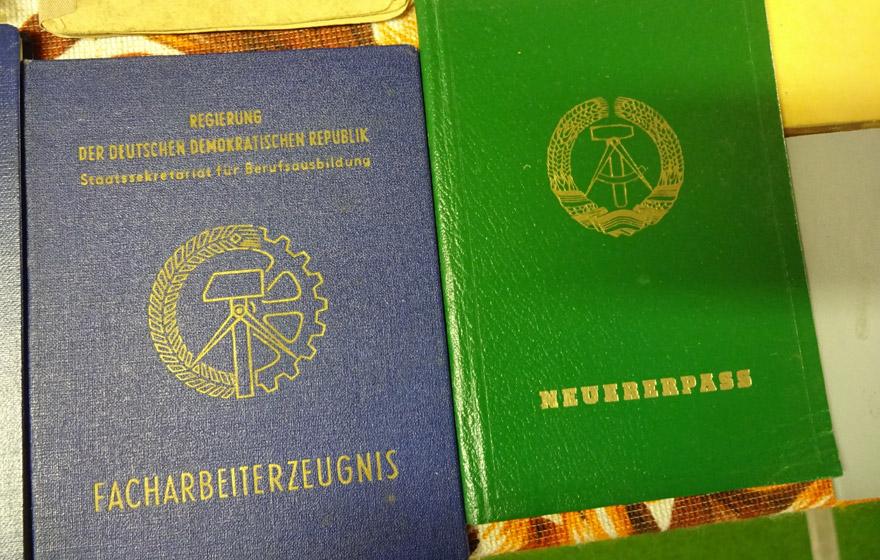 REGIERUNG
DER DEUTSCHEN DEMOKRATISCHEN REPUBLIK
Staatssekretariat für Berufsausbildung
FACHARBEITERZEUGNIS
NEUERERPASS